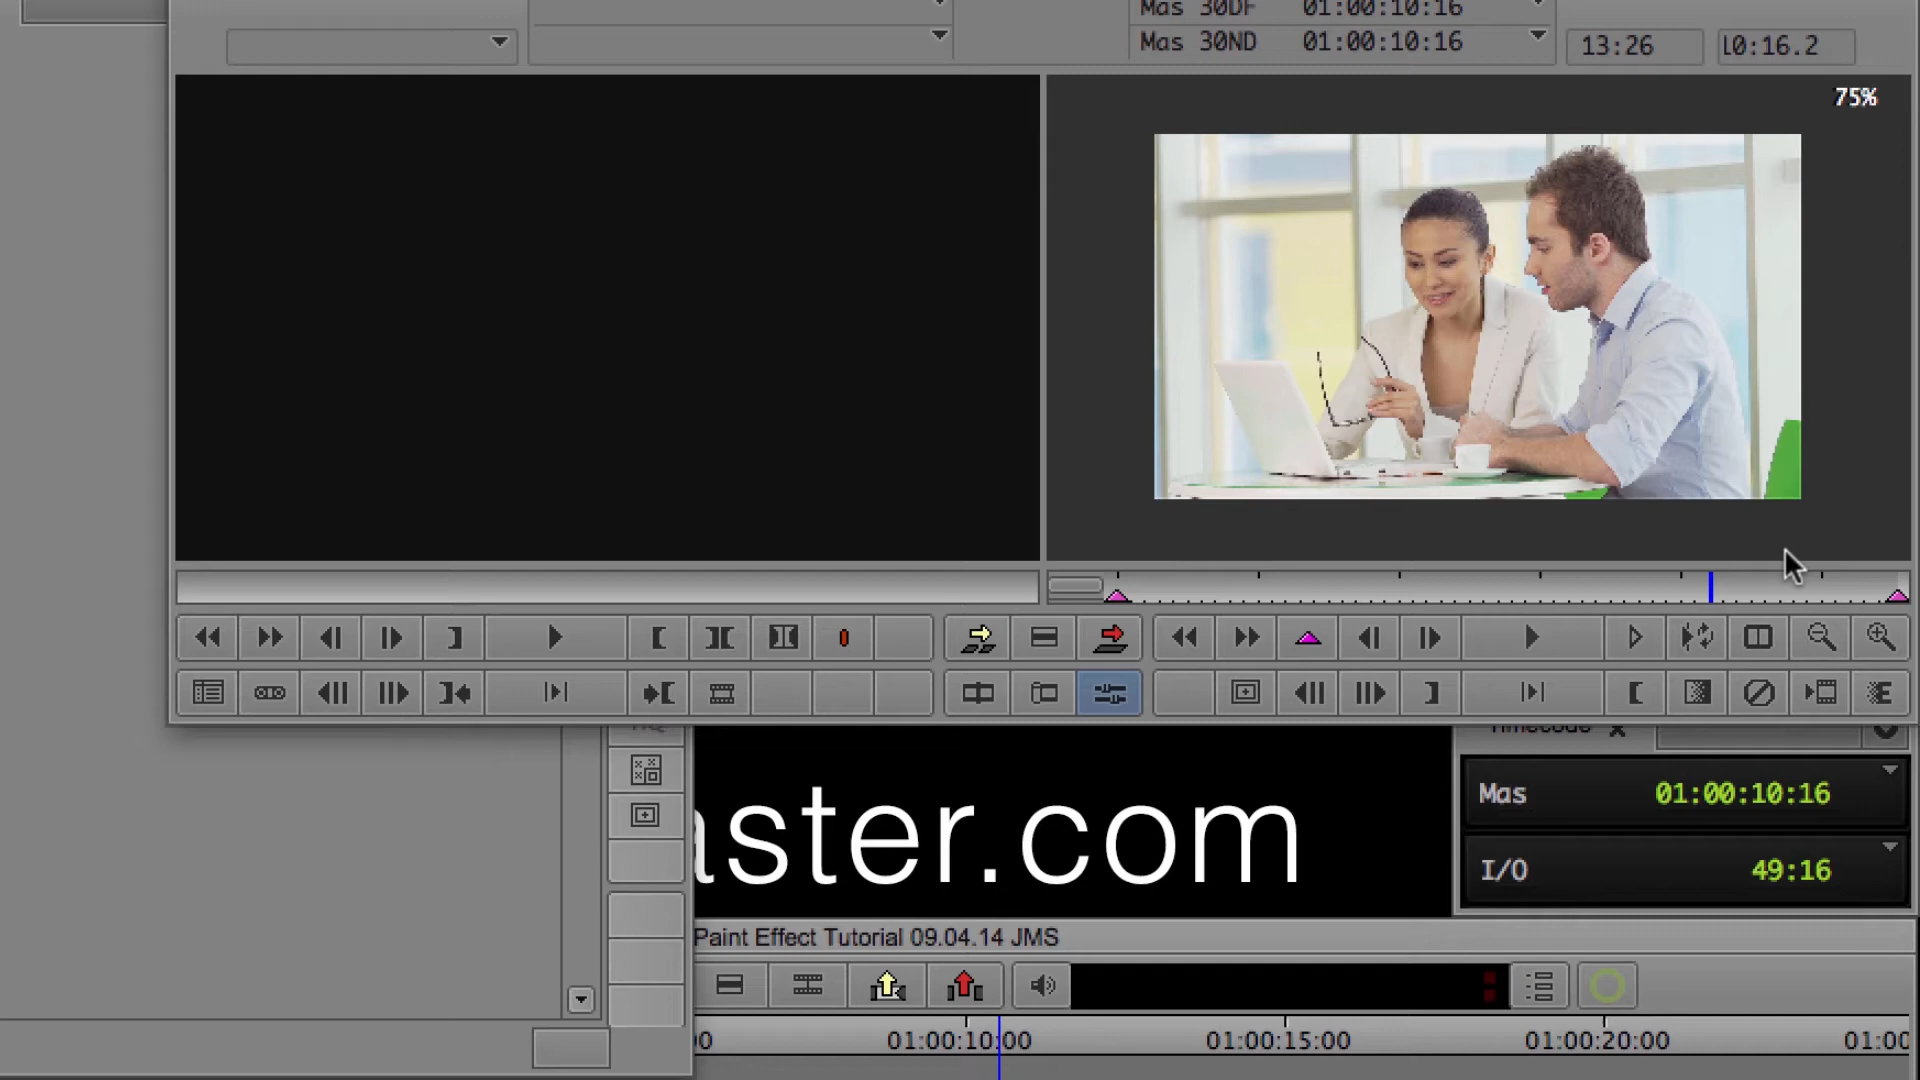 Mas 30DF 01:00:10:16
Mas 30ND 01:00:10:16
13:26
10:16.2
75%
Timecode
Mas 01:00:10:16
I/O 49:16
aster.com
Paint Effect Tutorial 09.04.14 JMS
00 01:00:10:00 01:00:15:00 01:00:20:00 01:00